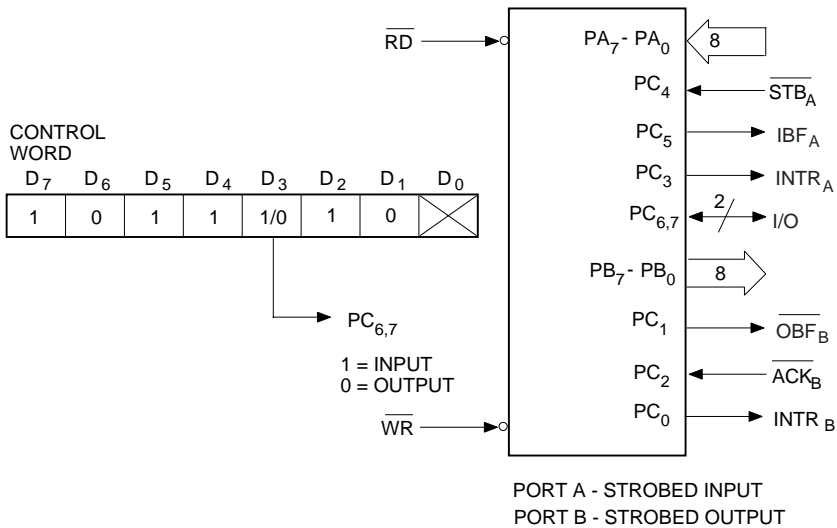 RD
PA7 - PA0
8
PC4
STBA
CONTROL
WORD
PC5
IBFA
D7 D6 D5 D4 D3 D2 D1 D0
PC3
INTRA
1 0 1 1 1/0 1 0
PC6,7
2
I/O
PB7 - PB0
8
PC6,7
PC1
OBFB
1 = INPUT
0 = OUTPUT
PC2
ACKB
WR
PC0
INTR B
PORT A - STROBED INPUT
PORT B - STROBED OUTPUT